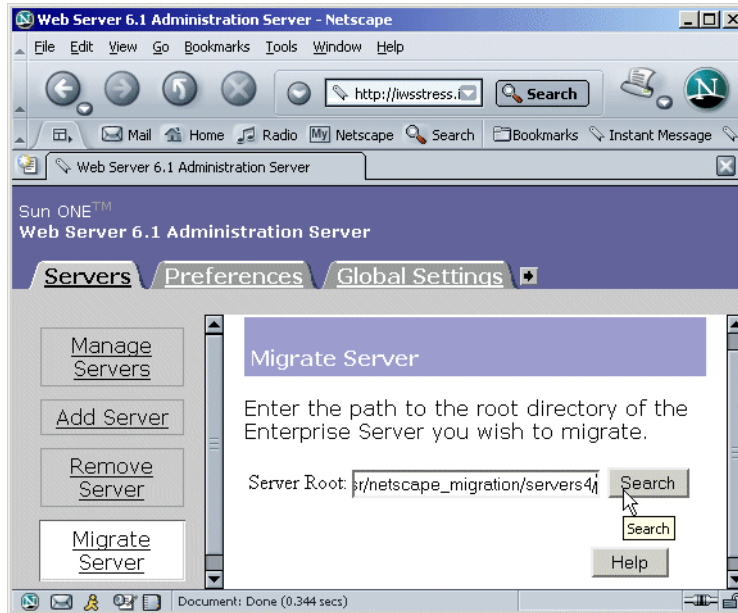 Web Server 6.1 Administration Server - Netscape
File Edit View Go Bookmarks Tools Window Help
http://iwsstress.i
Search
N
Mail Home Radio My Netscape Search Bookmarks Instant Message
Web Server 6.1 Administration Server
Sun ONE™
Web Server 6.1 Administration Server
Servers Preferences Global Settings
Manage
Servers
Add Server
Remove
Server
Migrate
Server
Migrate Server
Enter the path to the root directory of the
Enterprise Server you wish to migrate.
Server Root: sr/netscape_migration/servers4/ Search
Search
Help
Document: Done (0.344 secs)